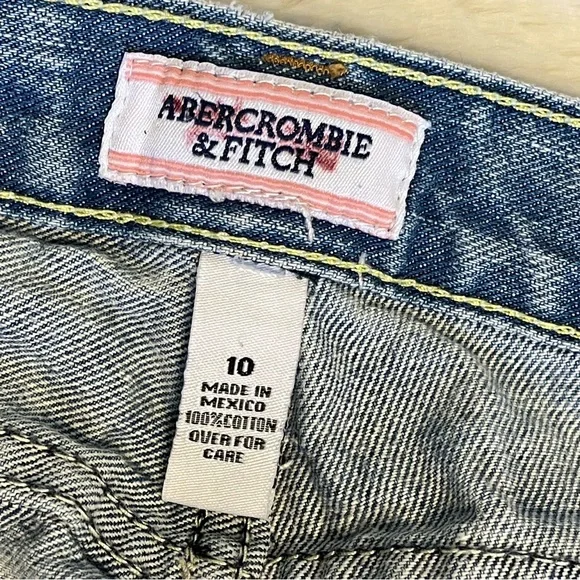 ABERCROMBIE
& FITCH
10
MADE IN
MEXICO
100%COTTON
OVER FOR
CARE